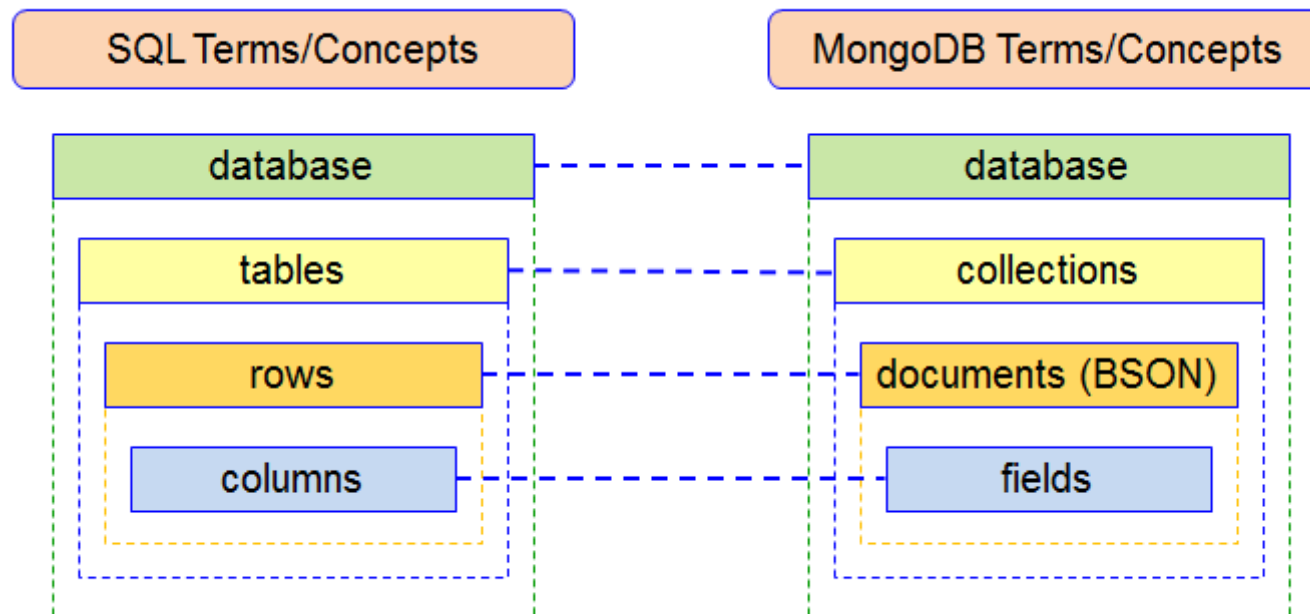 SQL Terms/Concepts
MongoDB Terms/Concepts
database
database
tables
collections
rows
documents (BSON)
columns
fields